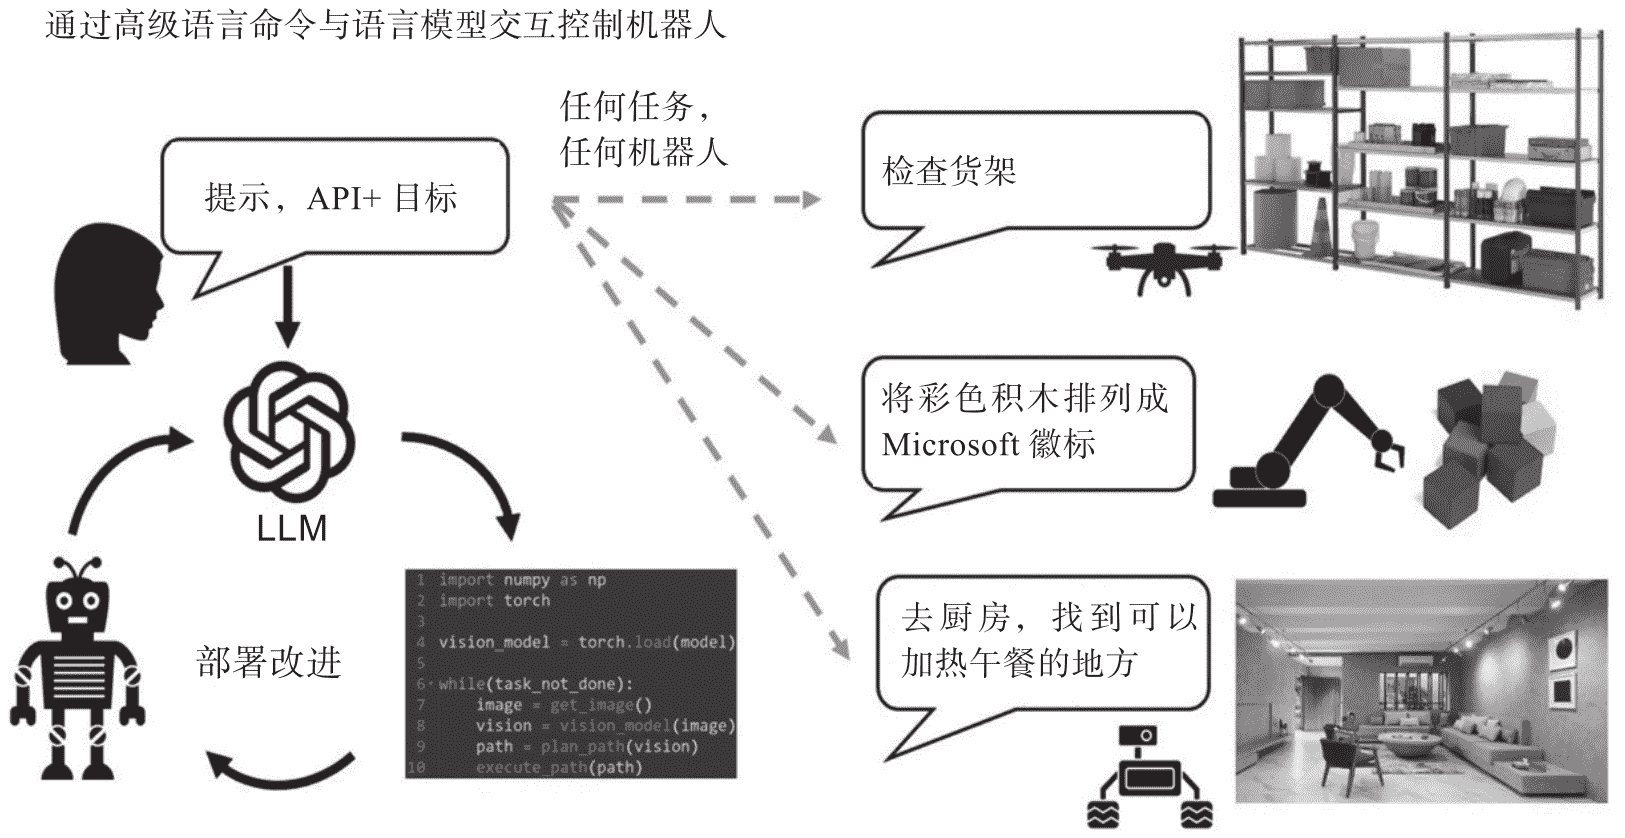 通过高级语言命令与语言模型交互控制机器人
任何任务，
任何机器人
提示，API+ 目标
LLM
部署改进
1 import numpy as np
2 import torch
3
4 vision_model = torch.load(model)
5
6 while(task_not_done):
7 image = get_image()
8 vision = vision_model(image)
9 path = plan_path(vision)
10 execute_path(path)
检查货架
将彩色积木排列成
Microsoft 徽标
去厨房，找到可以
加热午餐的地方